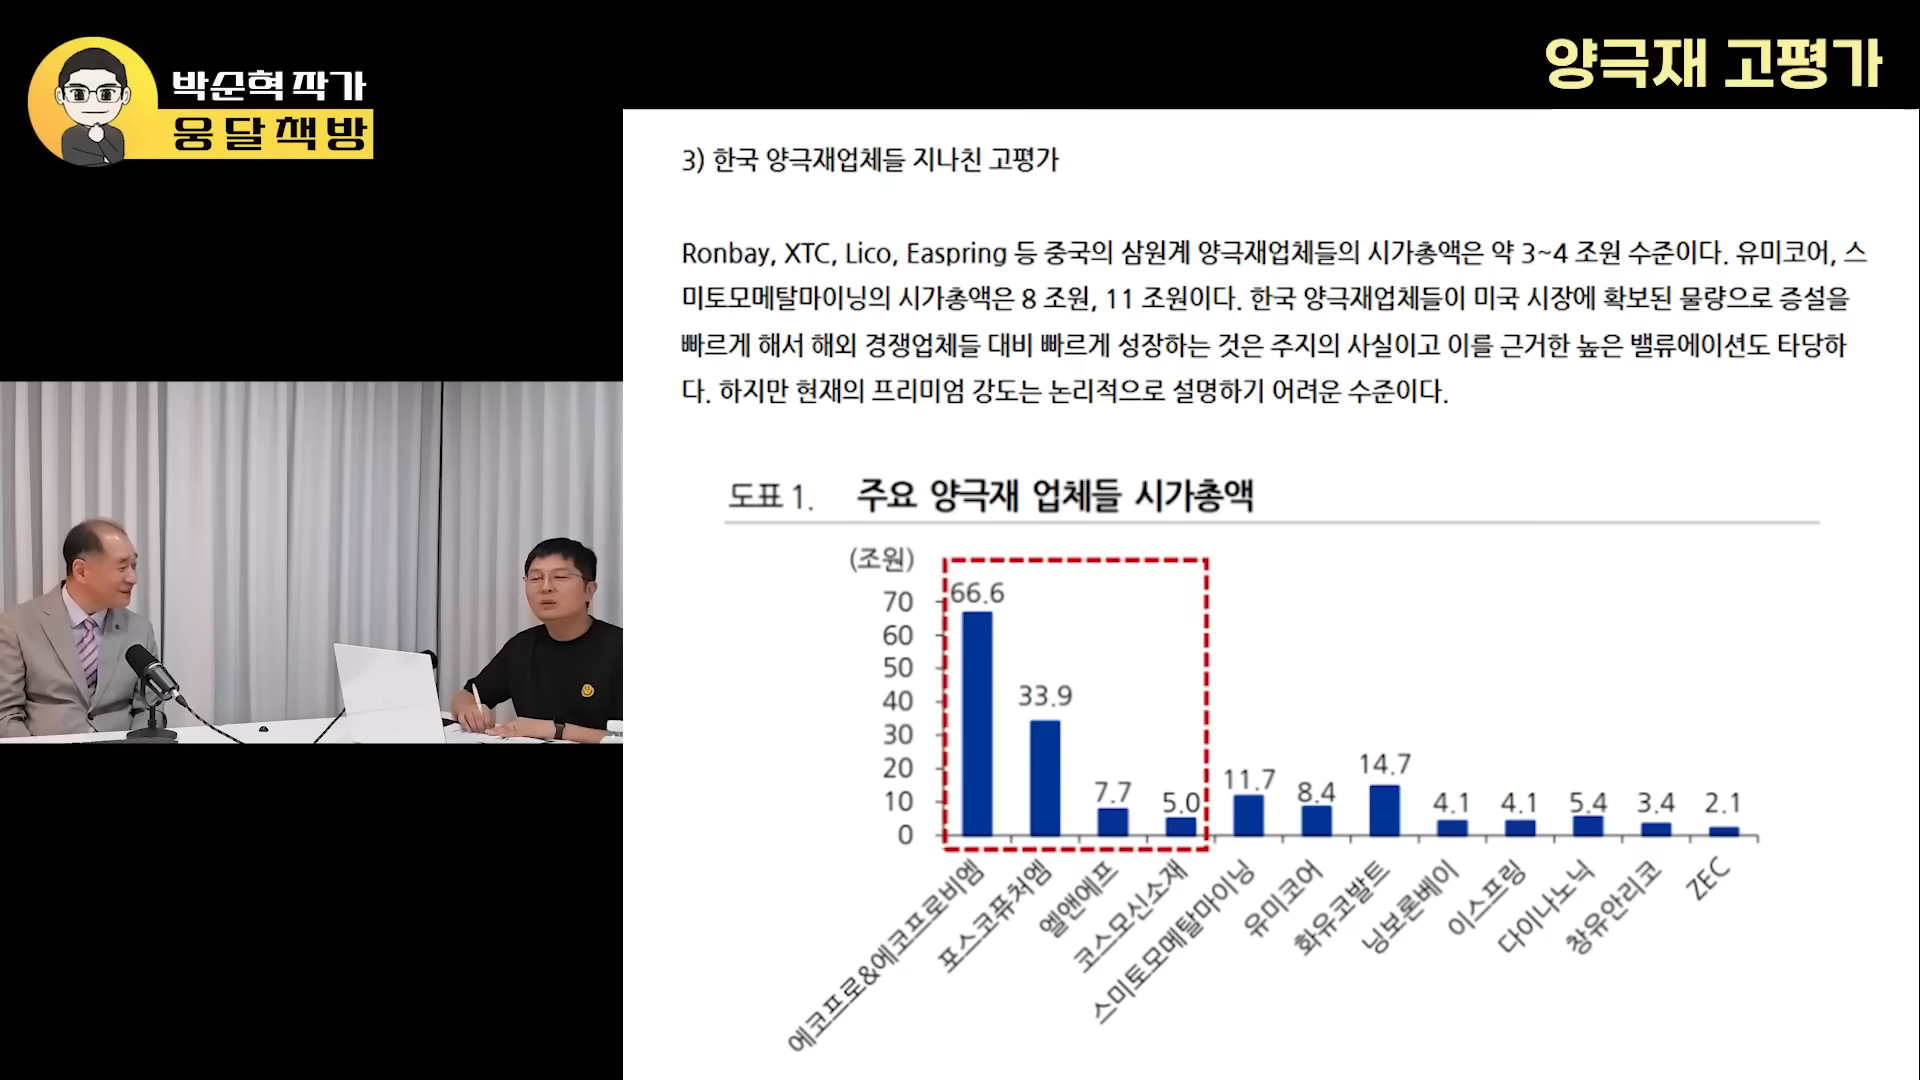 박순혁 작가
웅달책방
양극재 고평가
3) 한국 양극재업체들 지나친 고평가
Ronbay, XTC, Lico, Easpring 등 중국의 삼원계 양극재업체들의 시가총액은 약 3~4 조원 수준이다. 유미코어, 스
미토모메탈마이닝의 시가총액은 8 조원, 11 조원이다. 한국 양극재업체들이 미국 시장에 확보된 물량으로 증설을
빠르게 해서 해외 경쟁업체들 대비 빠르게 성장하는 것은 주지의 사실이고 이를 근거한 높은 밸류에이션도 타당하
다. 하지만 현재의 프리미엄 강도는 논리적으로 설명하기 어려운 수준이다.
도표 1. 주요 양극재 업체들 시가총액
(조원)
70
60
50
40
30
20
10
0
66.6
33.9
7.7
5.0
11.7
8.4
14.7
4.1
4.1
5.4
3.4
2.1
에코프로&에코프로비엠
포스코퓨처엠
엘앤에프
코스모신소재
스미토모메탈마이닝
유미코어
화유코발트
닝보론베이
이스프링
다이나노닉
창유안리코
ZEC